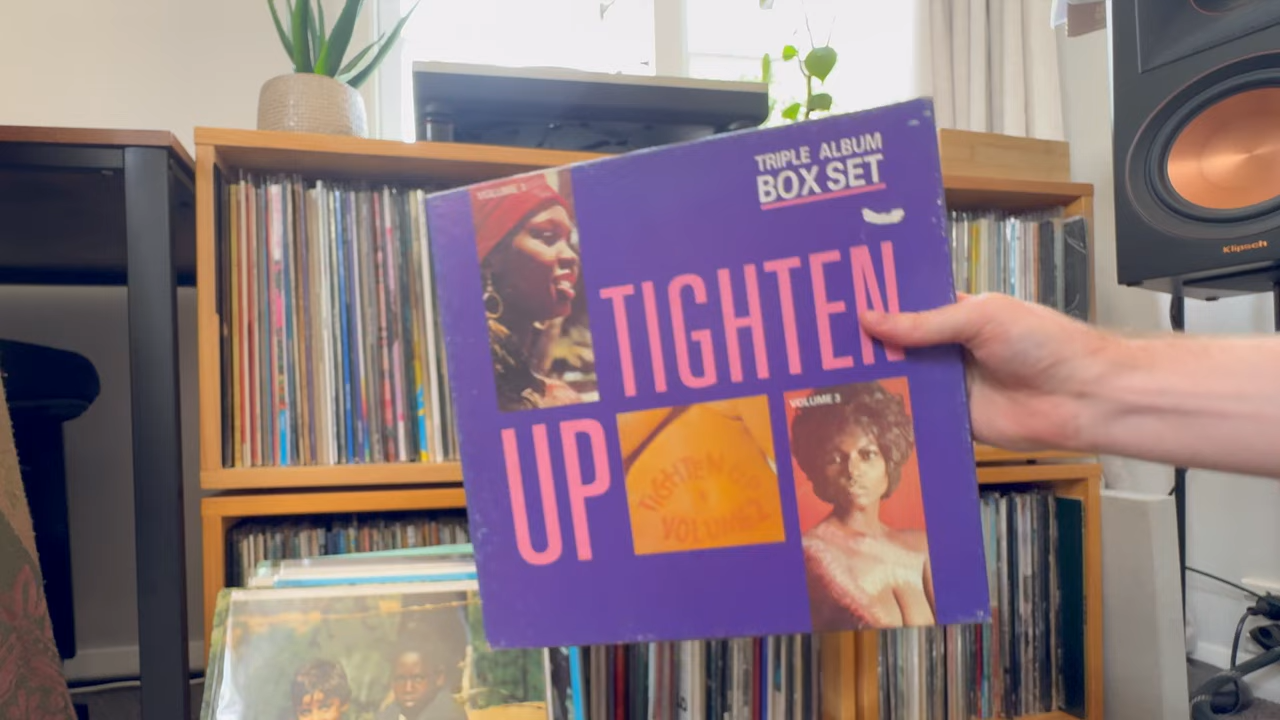 TRIPLE ALBUM
BOX SET
VOLUME 1
TIGHTEN
UP
TIGHTEN UP
VOLUME 2
VOLUME 3
Klipsch